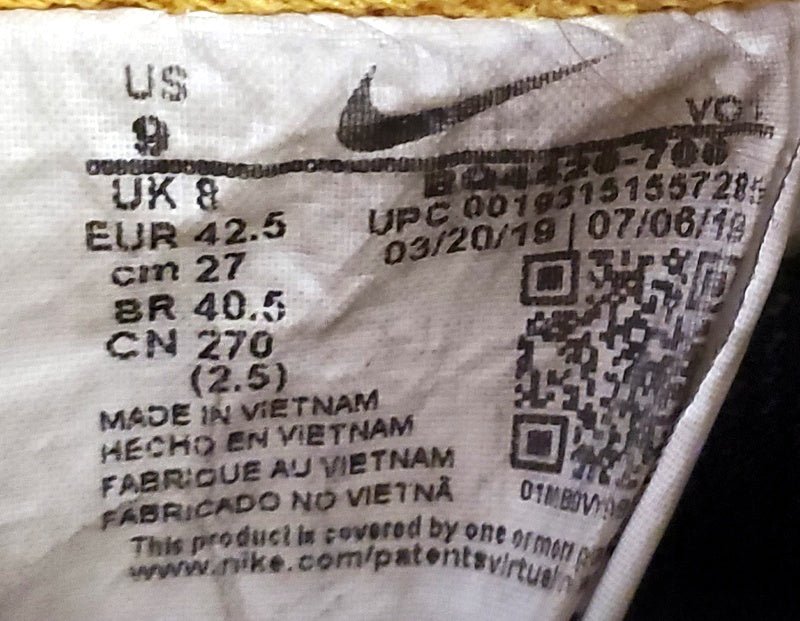 US
9
UK 8
EUR 42.5
cm 27
BR 40.5
CN 270
(2.5)
MADE IN VIETNAM
HECHO EN VIETNAM
FABRIQUE AU VIETNAM
FABRICADO NO VIETNÃ
This product is covered by one or more
www.nike.com/patentsvirtual
UPC 00193151557285
03/20/19 | 07/06/19